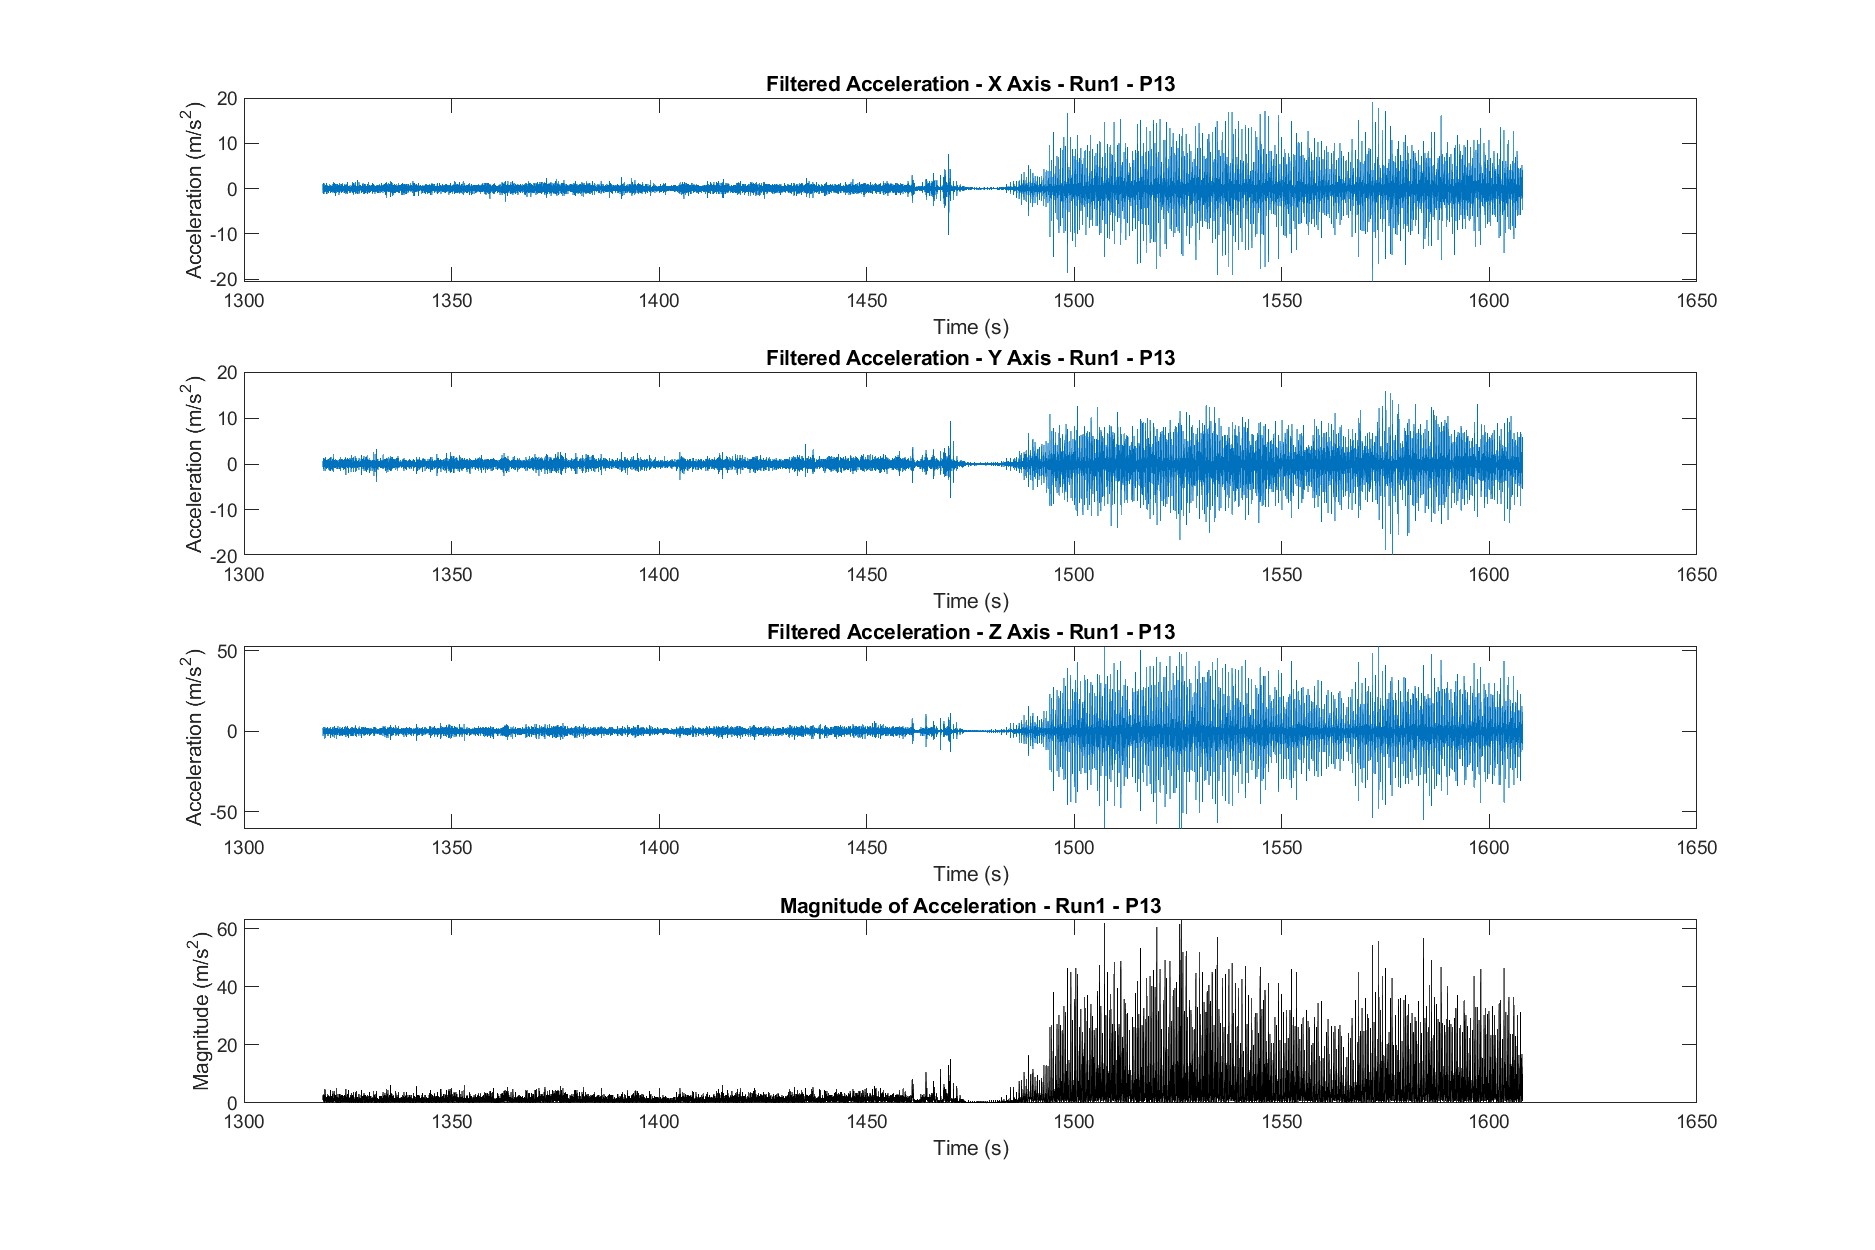 Filtered Acceleration - X Axis - Run1 - P13
Acceleration (m/s²)
20
10
0
-10
-20
1300 1350 1400 1450 1500 1550 1600 1650
Time (s)
Filtered Acceleration - Y Axis - Run1 - P13
Acceleration (m/s²)
20
10
0
-10
-20
1300 1350 1400 1450 1500 1550 1600 1650
Time (s)
Filtered Acceleration - Z Axis - Run1 - P13
Acceleration (m/s²)
50
0
-50
1300 1350 1400 1450 1500 1550 1600 1650
Time (s)
Magnitude of Acceleration - Run1 - P13
Magnitude (m/s²)
60
40
20
0
1300 1350 1400 1450 1500 1550 1600 1650
Time (s)